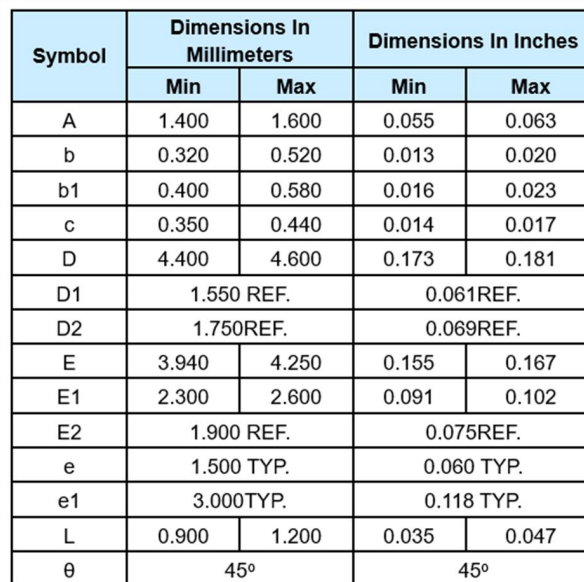 Symbol Dimensions In Millimeters Dimensions In Inches
Min Max Min Max
A 1.400 1.600 0.055 0.063
b 0.320 0.520 0.013 0.020
b1 0.400 0.580 0.016 0.023
c 0.350 0.440 0.014 0.017
D 4.400 4.600 0.173 0.181
D1 1.550 REF. 0.061REF.
D2 1.750REF. 0.069REF.
E 3.940 4.250 0.155 0.167
E1 2.300 2.600 0.091 0.102
E2 1.900 REF. 0.075REF.
e 1.500 TYP. 0.060 TYP.
e1 3.000TYP. 0.118 TYP.
L 0.900 1.200 0.035 0.047
θ 45º 45º